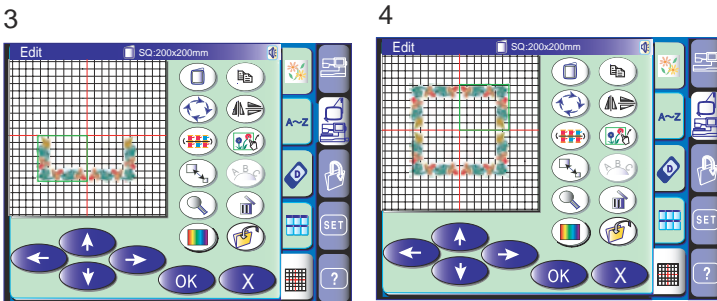 3
Edit SQ:200x200mm
A~Z
A B C
SET
OK X ?
4
Edit SQ:200x200mm
A~Z
A B C
SET
OK X ?